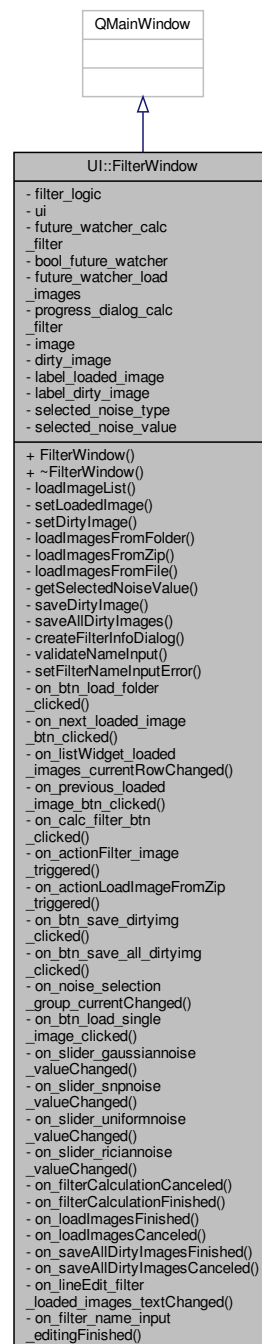 QMainWindow
UI::FilterWindow
- filter_logic
- ui
- future_watcher_calc
_filter
- bool_future_watcher
- future_watcher_load
_images
- progress_dialog_calc
_filter
- image
- dirty_image
- label_loaded_image
- label_dirty_image
- selected_noise_type
- selected_noise_value
+ FilterWindow()
+ ~FilterWindow()
- loadImageList()
- setLoadedImage()
- setDirtyImage()
- loadImagesFromFolder()
- loadImagesFromZip()
- loadImagesFromFile()
- getSelectedNoiseValue()
- saveDirtyImage()
- saveAllDirtyImages()
- createFilterInfoDialog()
- validateNameInput()
- setFilterNameInputError()
- on_btn_load_folder
_clicked()
- on_next_loaded_image
_btn_clicked()
- on_listWidget_loaded
_images_currentRowChanged()
- on_previous_loaded
_image_btn_clicked()
- on_calc_filter_btn
_clicked()
- on_actionFilter_image
_triggered()
- on_actionLoadImageFromZip
_triggered()
- on_btn_save_dirtyimg
_clicked()
- on_btn_save_all_dirtyimg
_clicked()
- on_noise_selection
_group_currentChanged()
- on_btn_load_single
_image_clicked()
- on_slider_gaussiannoise
_valueChanged()
- on_slider_snpnoise
_valueChanged()
- on_slider_uniformnoise
_valueChanged()
- on_slider_riciannoise
_valueChanged()
- on_filterCalculationCanceled()
- on_filterCalculationFinished()
- on_loadImagesFinished()
- on_loadImagesCanceled()
- on_saveAllDirtyImagesFinished()
- on_saveAllDirtyImagesCanceled()
- on_lineEdit_filter
_loaded_images_textChanged()
- on_filter_name_input
_editingFinished()